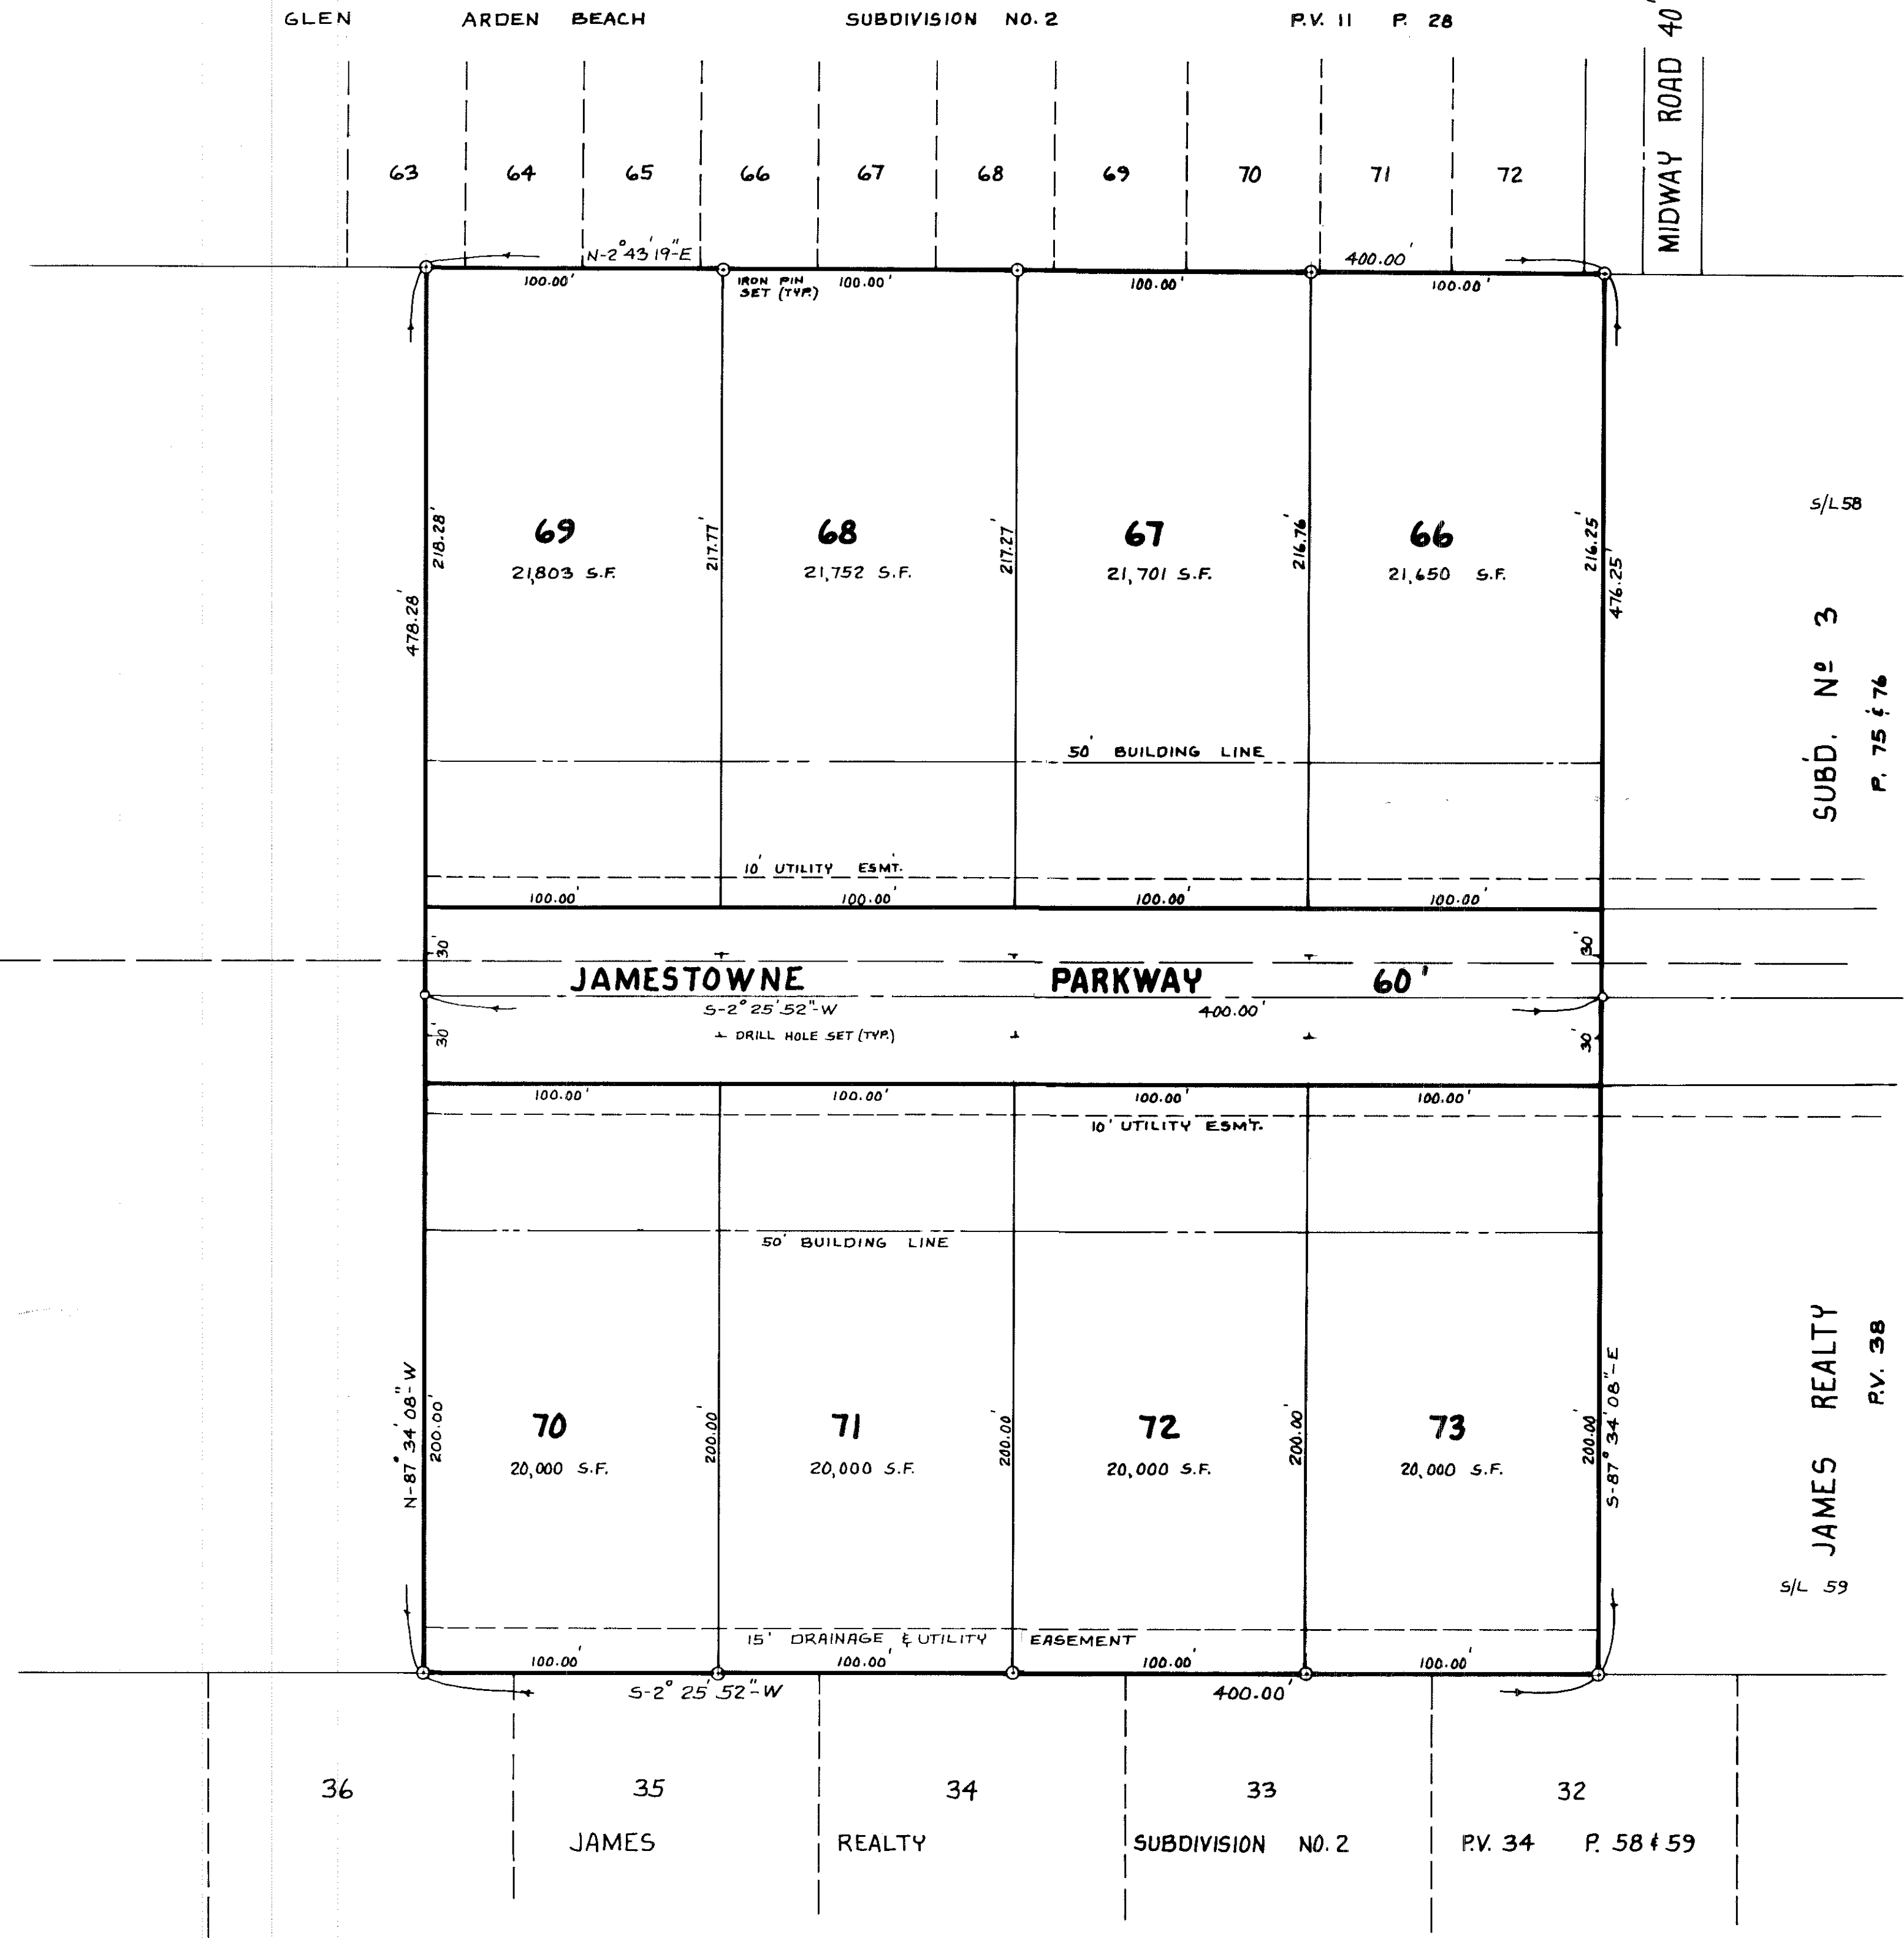 GLEN ARDEN BEACH SUBDIVISION NO. 2 P.V. 11 P. 28
MIDWAY ROAD 40'
63 64 65 66 67 68 69 70 71 72
N-2°43'19"-E 400.00'
100.00' 100.00' 100.00' 100.00'
IRON PIN
SET (TYP.)
S/L 58
218.28' 217.77' 217.27' 216.76' 216.25'
69 68 67 66
21,803 S.F. 21,752 S.F. 21,701 S.F. 21,650 S.F.
478.28' 476.25'
SUB'D. Nº 3
P. 75 & 76
50' BUILDING LINE
10' UTILITY ESM'T.
100.00' 100.00' 100.00' 100.00'
30' 30'
JAMESTOWNE PARKWAY 60'
S-2°25'52"-W 400.00'
30' DRILL HOLE SET (TYP.) 30'
100.00' 100.00' 100.00' 100.00'
10' UTILITY ESM'T.
50' BUILDING LINE
JAMES REALTY
P.V. 38
N-87°34'08"-W S-87°34'08"-E
200.00' 200.00' 200.00' 200.00' 200.00'
70 71 72 73
20,000 S.F. 20,000 S.F. 20,000 S.F. 20,000 S.F.
S/L 59
15' DRAINAGE & UTILITY EASEMENT
100.00' 100.00' 100.00' 100.00'
S-2°25'52"-W 400.00'
36 35 34 33 32
JAMES REALTY SUBDIVISION NO. 2 P.V. 34 P. 58 & 59